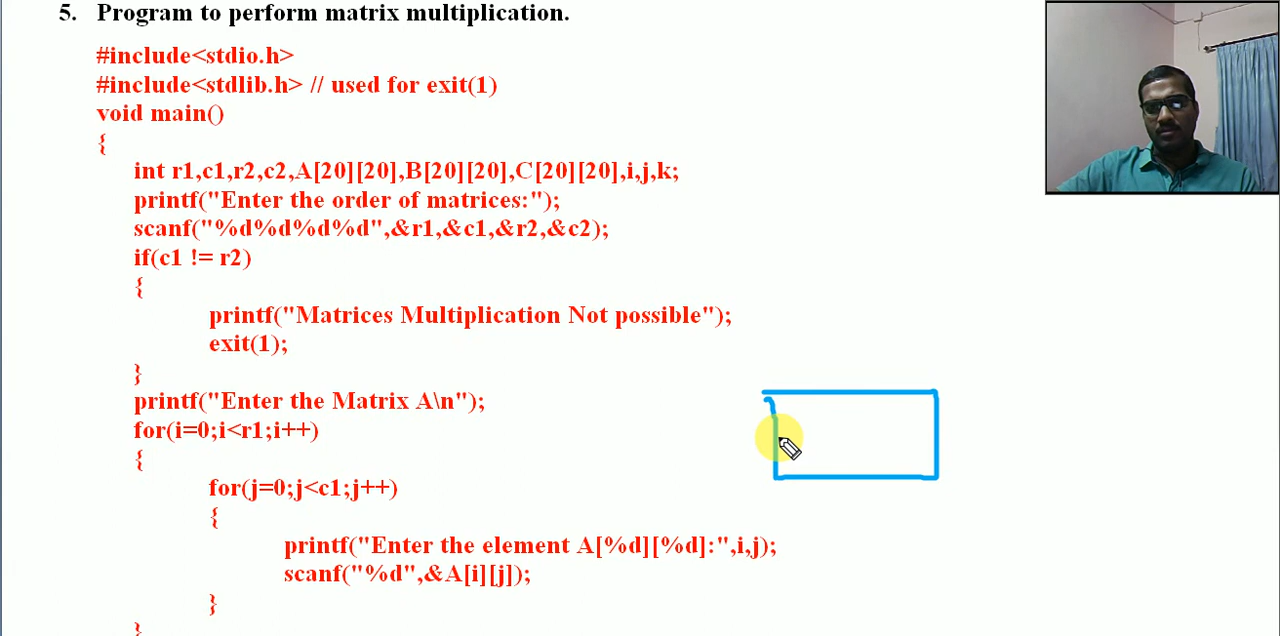 5. Program to perform matrix multiplication.
#include<stdio.h>
#include<stdlib.h> // used for exit(1)
void main()
{
int r1,c1,r2,c2,A[20][20],B[20][20],C[20][20],i,j,k;
printf("Enter the order of matrices:");
scanf("%d%d%d%d",&r1,&c1,&r2,&c2);
if(c1 != r2)
{
printf("Matrices Multiplication Not possible");
exit(1);
}
printf("Enter the Matrix A\n");
for(i=0;i<r1;i++)
{
for(j=0;j<c1;j++)
{
printf("Enter the element A[%d][%d]:",i,j);
scanf("%d",&A[i][j]);
}
}